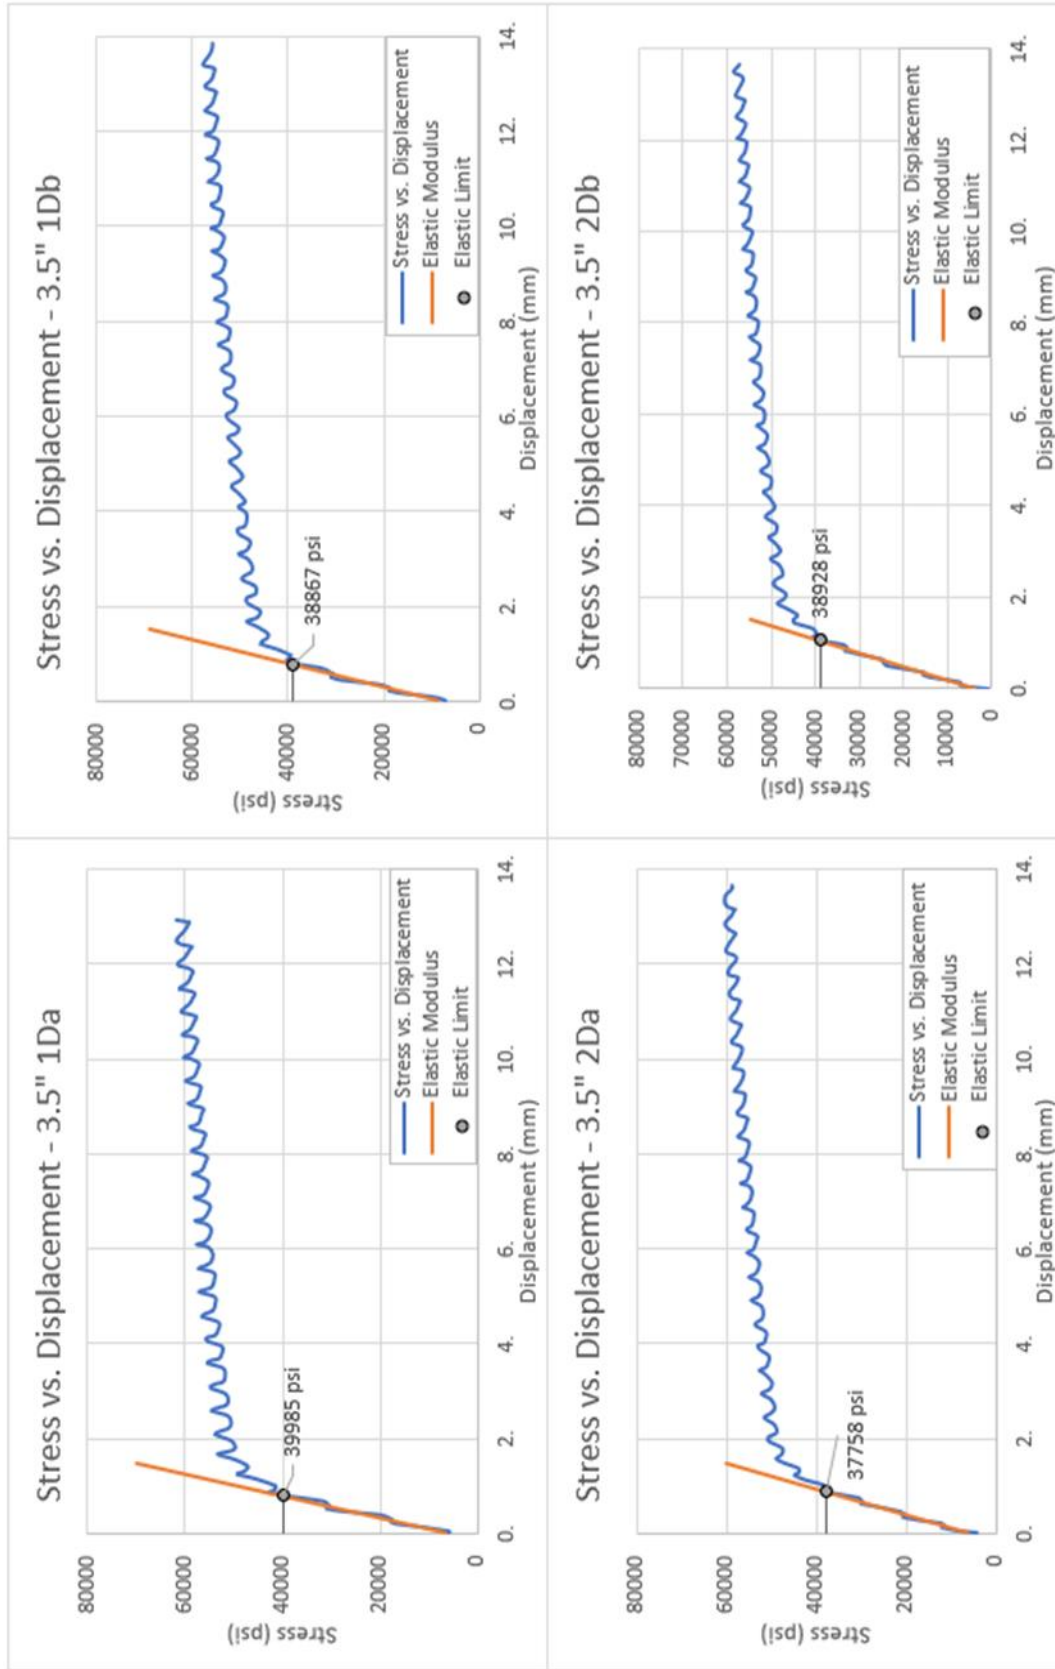 Stress vs. Displacement - 3.5" 1Da
Stress (psi)
80000
60000
40000
20000
0
39985 psi
Stress vs. Displacement
Elastic Modulus
Elastic Limit
0.
2.
4.
6.
8.
10.
12.
14.
Displacement (mm)
Stress vs. Displacement - 3.5" 1Db
Stress (psi)
80000
60000
40000
20000
0
38867 psi
Stress vs. Displacement
Elastic Modulus
Elastic Limit
0.
2.
4.
6.
8.
10.
12.
14.
Displacement (mm)
Stress vs. Displacement - 3.5" 2Da
Stress (psi)
80000
60000
40000
20000
0
37758 psi
Stress vs. Displacement
Elastic Modulus
Elastic Limit
0.
2.
4.
6.
8.
10.
12.
14.
Displacement (mm)
Stress vs. Displacement - 3.5" 2Db
Stress (psi)
80000
70000
60000
50000
40000
30000
20000
10000
0
38928 psi
Stress vs. Displacement
Elastic Modulus
Elastic Limit
0.
2.
4.
6.
8.
10.
12.
14.
Displacement (mm)